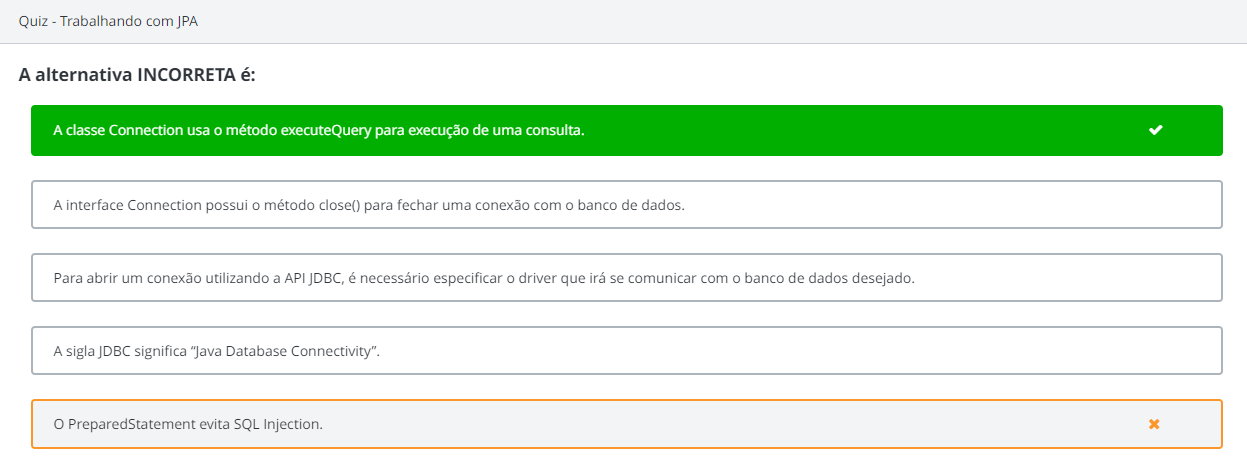 Quiz - Trabalhando com JPA
A alternativa INCORRETA é:
A classe Connection usa o método executeQuery para execução de uma consulta.
A interface Connection possui o método close() para fechar uma conexão com o banco de dados.
Para abrir um conexão utilizando a API JDBC, é necessário especificar o driver que irá se comunicar com o banco de dados desejado.
A sigla JDBC significa “Java Database Connectivity”.
O PreparedStatement evita SQL Injection.